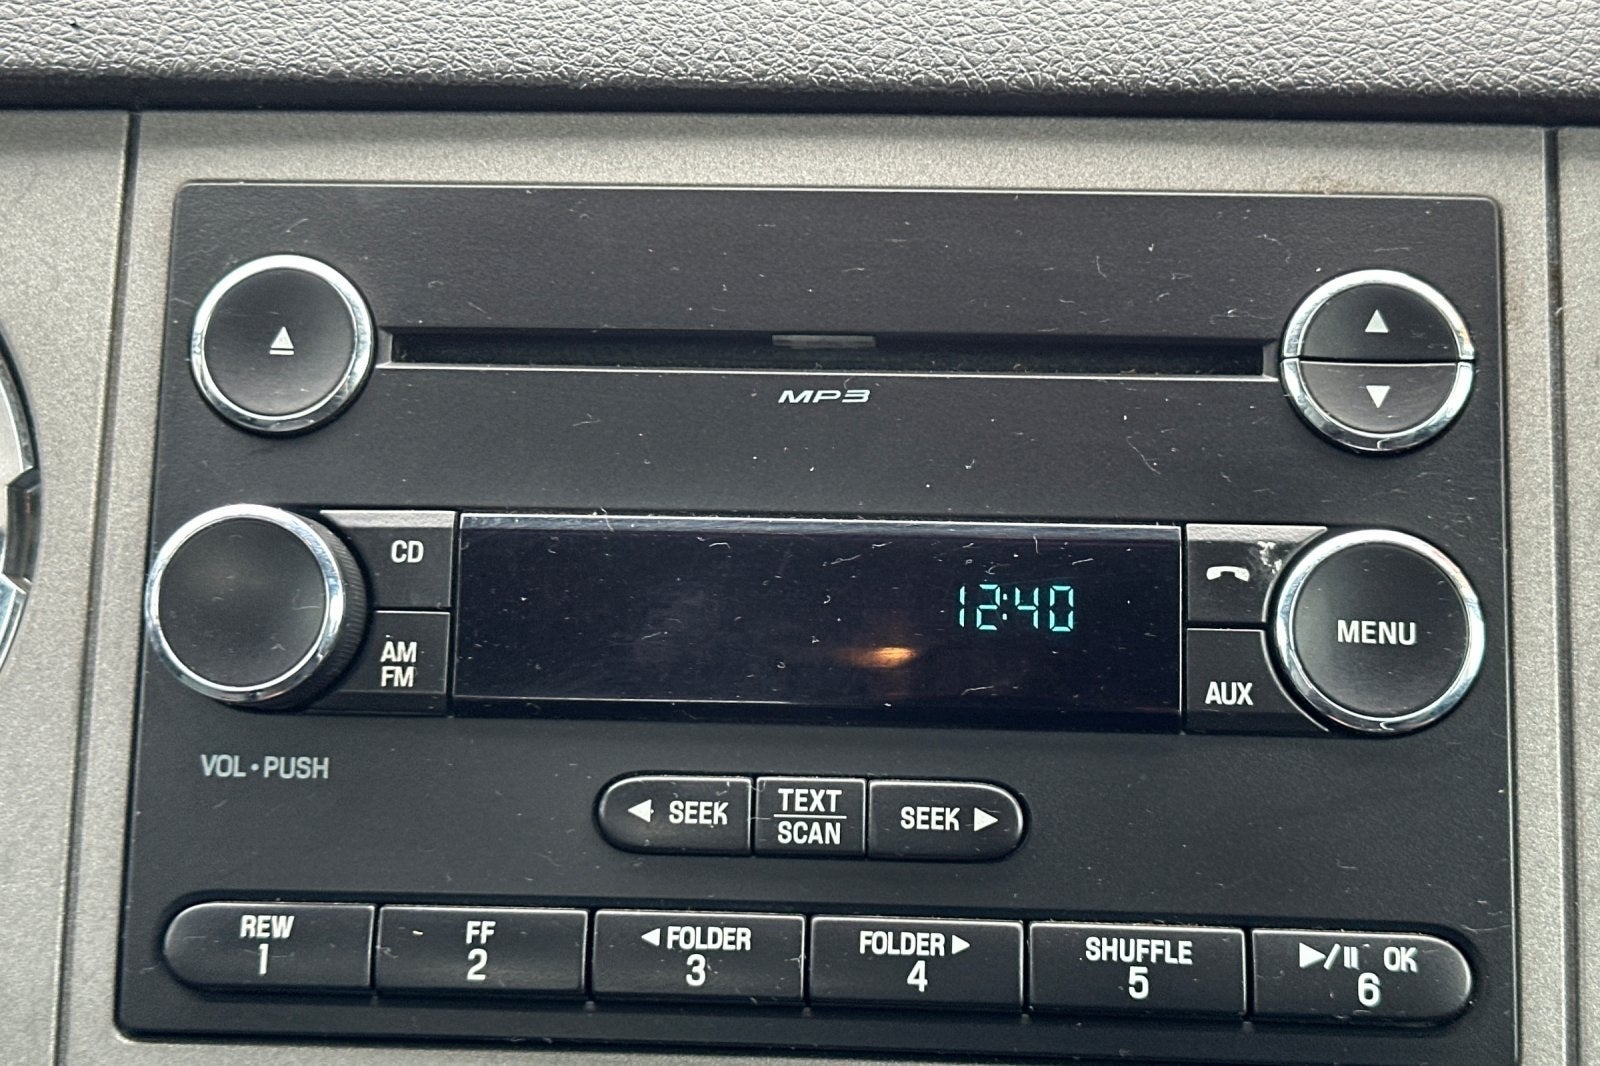 MP3
CD
12:40
AM
FM
MENU
AUX
VOL•PUSH
◀ SEEK
TEXT
SCAN
SEEK ▶
REW
1
FF
2
◀ FOLDER
3
FOLDER ▶
4
SHUFFLE
5
▶/II OK
6